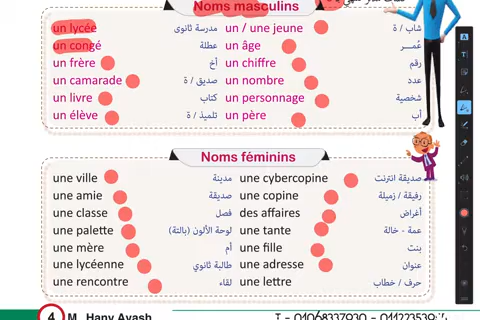 Noms masculins
un lycée مدرسة ثانوى un / une jeune شاب / ة
un congé عطلة un âge عُمـــر
un frère أخ un chiffre رقم
un camarade صديق / ة un nombre عدد
un livre كتاب un personnage شخصية
un élève تلميذ / ة un père أب
Noms féminins
une ville مدينة une cybercopine صديقة انترنت
une amie صديقة une copine رفيقة / زميلة
une classe فصل des affaires أغراض
une palette لوحة الألون (بالتة) une tante عمة - خالة
une mère أم une fille بنت
une lycéenne طالبة ثانوي une adresse عنوان
une rencontre لقاء une lettre حرف / خطاب
4 M. Hany Ayash